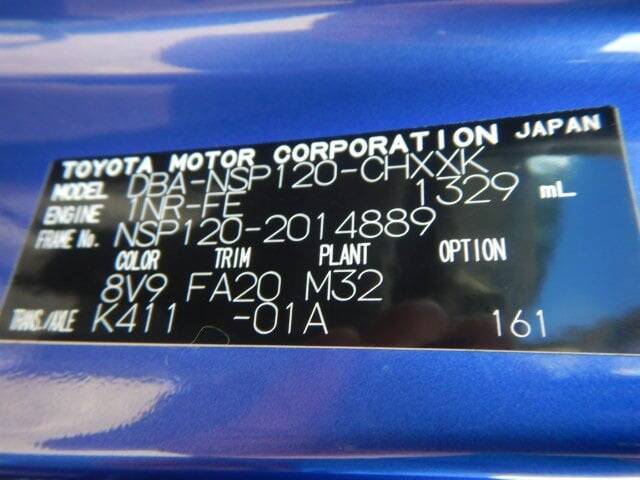 TOYOTA MOTOR CORPORATION JAPAN
MODEL DBA-NSP120-CHXXK
ENGINE 1NR-FE 1329 mL
FRAME No. NSP120-2014889
COLOR TRIM PLANT OPTION
8V9 FA20 M32
TRANS./AXLE K411 -01A 161